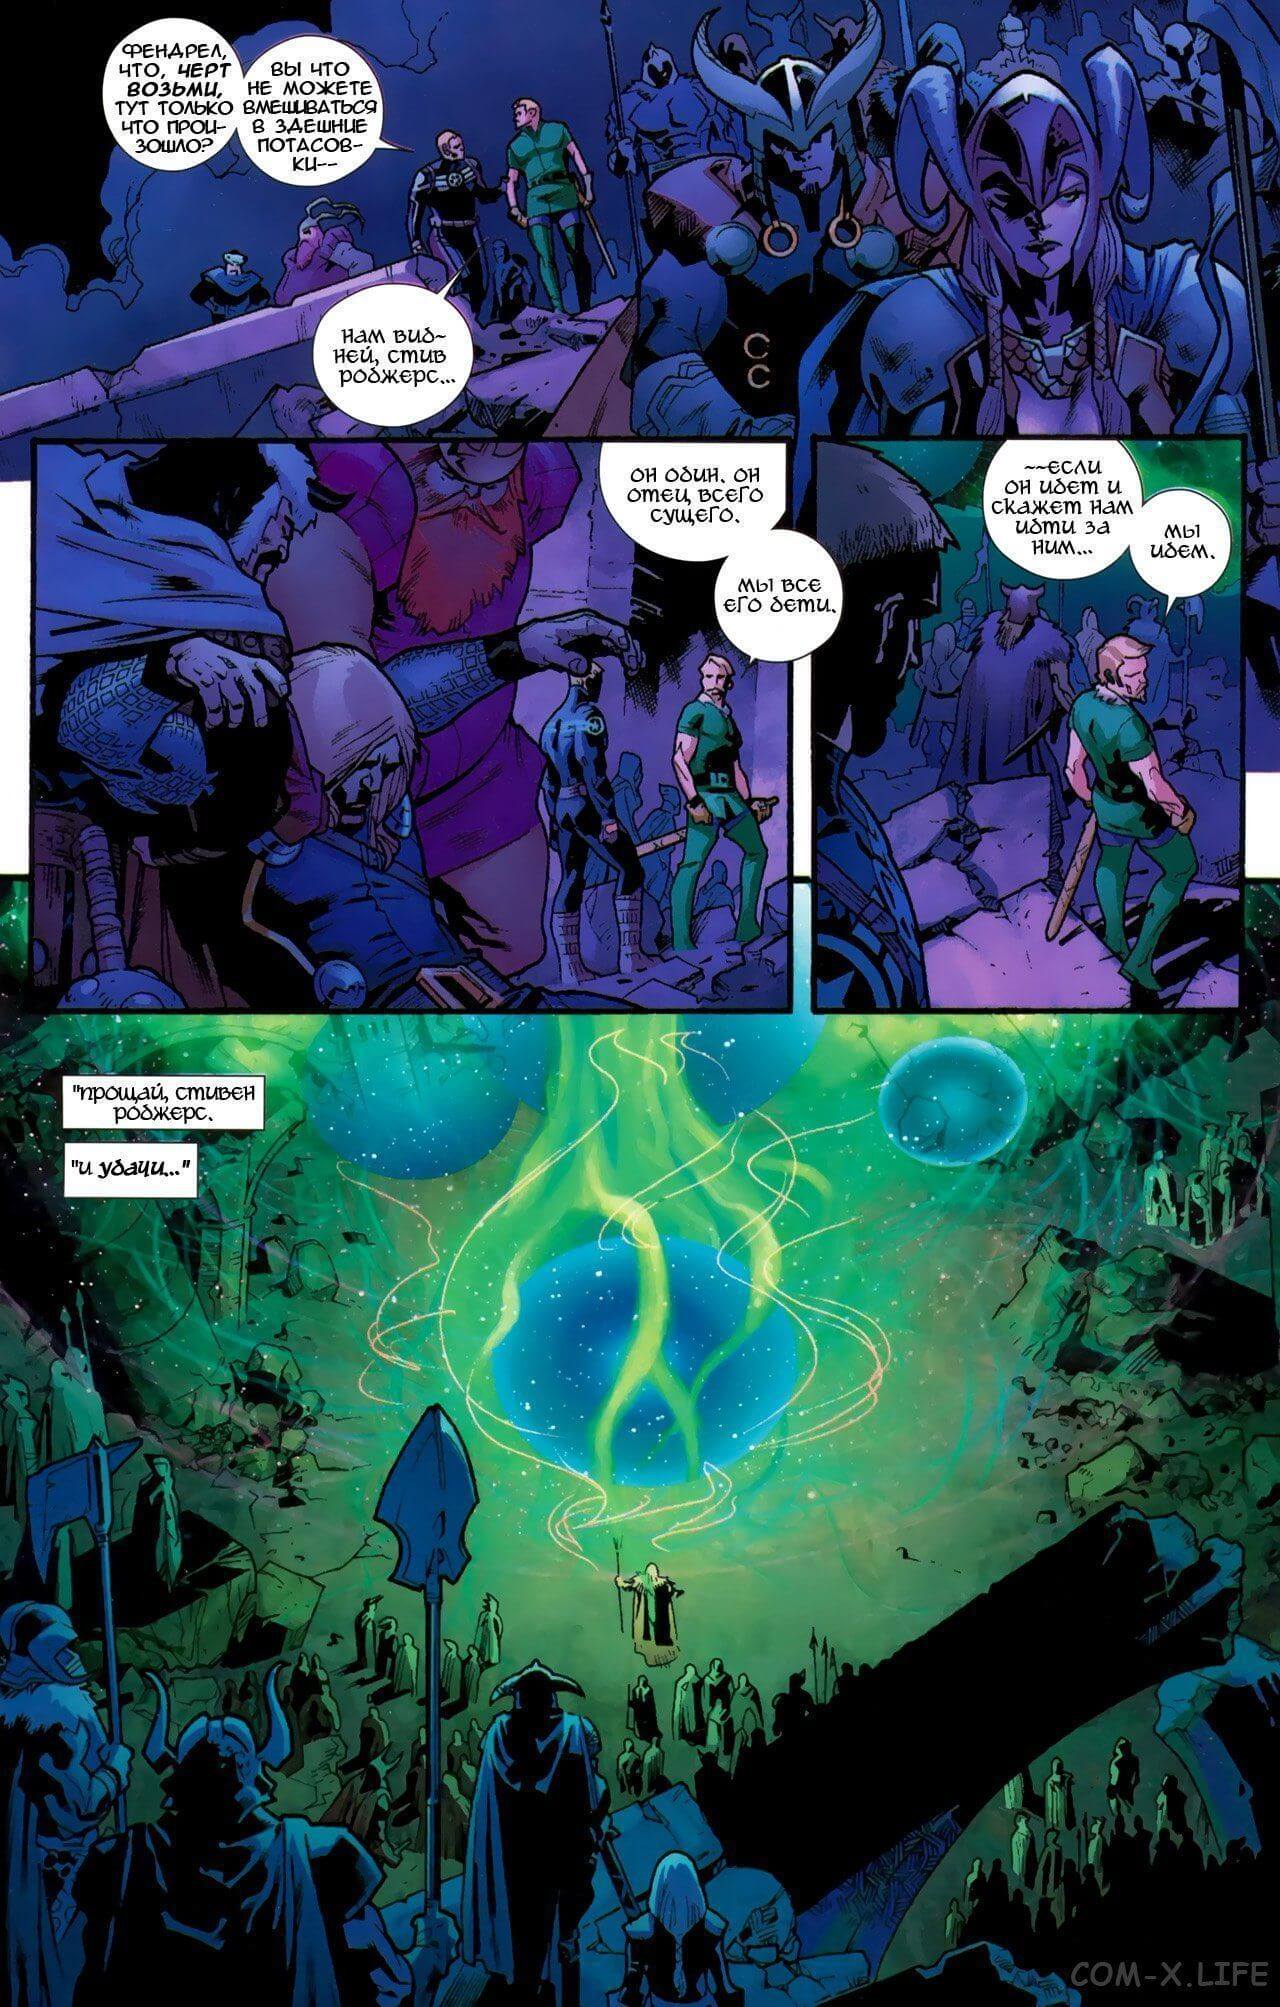 ФЕНДРЕЛ,
ЧТО, ЧЕРТ
ВОЗЬМИ,
ТУТ ТОЛЬКО
ЧТО ПРОИ-
ЗОШЛО?
ВЫ ЧТО
НЕ МОЖЕТЕ
ВМЕШИВАТЬСЯ
В ЗДЕШНИЕ
ПОТАСОВ-
КИ--
НАМ ВИД-
НЕЙ, СТИВ
РОДЖЕРС...
ОН ОДИН. ОН
ОТЕЦ ВСЕГО
СУЩЕГО.
МЫ ВСЕ
ЕГО ДЕТИ.
--ЕСЛИ
ОН ИДЕТ И
СКАЖЕТ НАМ
ИДТИ ЗА
НИМ...
МЫ
ИДЕМ.
"ПРОЩАЙ, СТИВЕН
РОДЖЕРС.
"И УДАЧИ..."
COM-X.LIFE